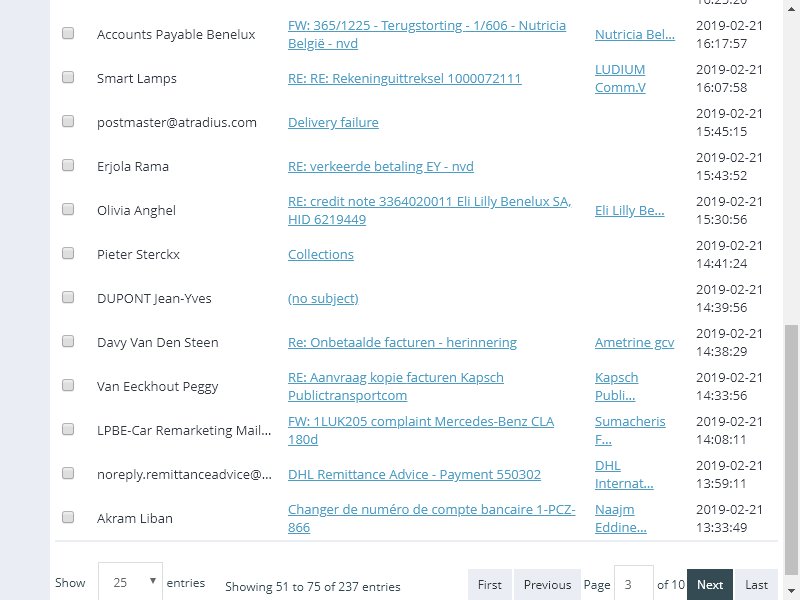 Accounts Payable Benelux
FW: 365/1225 - Terugstorting - 1/606 - Nutricia
België - nvd
Nutricia Bel...
2019-02-21
16:17:57
Smart Lamps
RE: RE: Rekeninguittreksel 1000072111
LUDIUM
Comm.V
2019-02-21
16:07:58
postmaster@atradius.com
Delivery failure
2019-02-21
15:45:15
Erjola Rama
RE: verkeerde betaling EY - nvd
2019-02-21
15:43:52
Olivia Anghel
RE: credit note 3364020011 Eli Lilly Benelux SA,
HID 6219449
Eli Lilly Be...
2019-02-21
15:30:56
Pieter Sterckx
Collections
2019-02-21
14:41:24
DUPONT Jean-Yves
(no subject)
2019-02-21
14:39:56
Davy Van Den Steen
Re: Onbetaalde facturen - herinnering
Ametrine gcv
2019-02-21
14:38:29
Van Eeckhout Peggy
RE: Aanvraag kopie facturen Kapsch
Publictransportcom
Kapsch
Publi...
2019-02-21
14:33:56
LPBE-Car Remarketing Mail...
FW: 1LUK205 complaint Mercedes-Benz CLA
180d
Sumacheris
F...
2019-02-21
14:08:11
noreply.remittanceadvice@...
DHL Remittance Advice - Payment 550302
DHL
Internat...
2019-02-21
13:59:11
Akram Liban
Changer de numéro de compte bancaire 1-PCZ-
866
Naajm
Eddine...
2019-02-21
13:33:49
Show 25 entries
Showing 51 to 75 of 237 entries
First Previous Page 3 of 10 Next Last